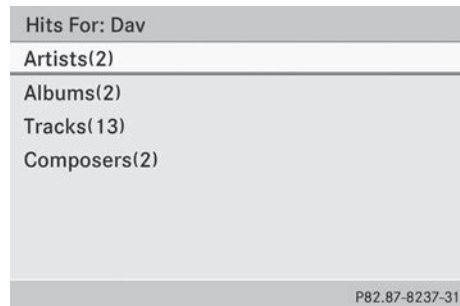 Hits For: Dav
Artists(2)
Albums(2)
Tracks(13)
Composers(2)
P82.87-8237-31